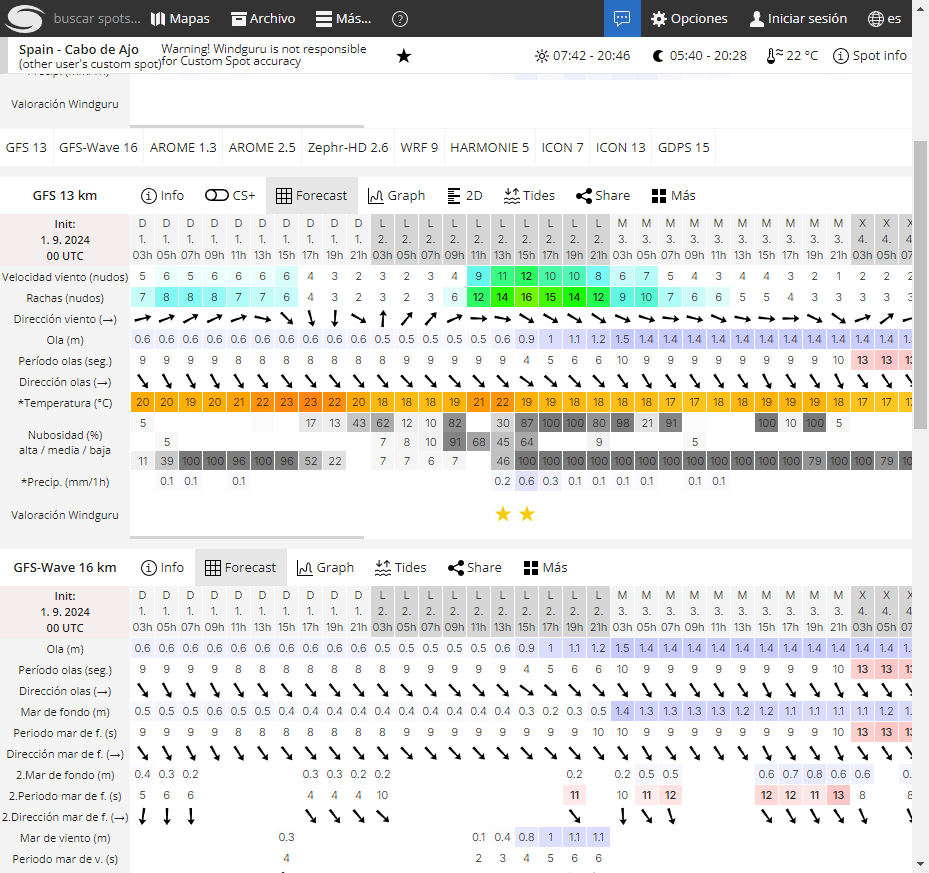 buscar spots... Mapas Archivo Más... ? Opciones Iniciar sesión es
Spain - Cabo de Ajo Warning! Windguru is not responsible
(other user's custom spot) for Custom Spot accuracy 07:42 - 20:46 05:40 - 20:28 22 °C Spot info
Valoración Windguru
GFS 13 GFS-Wave 16 AROME 1.3 AROME 2.5 Zephr-HD 2.6 WRF 9 HARMONIE 5 ICON 7 ICON 13 GDPS 15
GFS 13 km Info CS+ Forecast Graph 2D Tides Share Más
Init: D D D D D D D D D D L L L L L L L L L L M M M M M M M M M M X X X
1. 9. 2024 1. 1. 1. 1. 1. 1. 1. 1. 1. 1. 2. 2. 2. 2. 2. 2. 2. 2. 2. 2. 3. 3. 3. 3. 3. 3. 3. 3. 3. 3. 4. 4. 4.
00 UTC 03h 05h 07h 09h 11h 13h 15h 17h 19h 21h 03h 05h 07h 09h 11h 13h 15h 17h 19h 21h 03h 05h 07h 09h 11h 13h 15h 17h 19h 21h 03h 05h 07
Velocidad viento (nudos) 5 6 5 6 6 6 6 4 3 2 3 2 3 4 9 11 12 10 10 8 6 7 5 4 3 4 4 3 2 1 2 2 2
Rachas (nudos) 7 8 8 8 7 7 6 4 3 2 3 2 3 6 12 14 16 15 14 12 9 10 7 6 6 5 5 4 3 3 3 3 3
Dirección viento (→)
Ola (m) 0.6 0.6 0.6 0.6 0.6 0.6 0.6 0.6 0.6 0.6 0.5 0.5 0.5 0.5 0.5 0.6 0.9 1 1.1 1.2 1.5 1.4 1.4 1.4 1.4 1.4 1.4 1.4 1.4 1.4 1.4 1.4 1.
Período olas (seg.) 9 9 9 9 8 8 8 8 8 8 8 9 9 9 9 9 4 5 6 6 10 9 9 9 9 9 9 9 9 10 13 13 13
Dirección olas (→)
*Temperatura (°C) 20 20 19 20 21 22 23 23 22 20 18 18 18 19 21 22 19 19 18 18 18 18 17 17 18 18 19 19 19 18 17 17 17
5 17 13 43 62 12 10 82 30 87 100 100 80 98 21 91 100 10 100 5
Nubosidad (%)
5 7 8 10 91 68 45 64 9 5
alta / media / baja
11 39 100 100 96 100 96 52 22 7 7 6 7 46 100 100 100 100 100 100 100 100 100 100 100 100 100 79 100 100 79 10
*Precip. (mm/1h) 0.1 0.1 0.1 0.2 0.6 0.3 0.1 0.1 0.1 0.1 0.1 0.1
Valoración Windguru
GFS-Wave 16 km Info Forecast Graph Tides Share Más
Init: D D D D D D D D D D L L L L L L L L L L M M M M M M M M M M X X X
1. 9. 2024 1. 1. 1. 1. 1. 1. 1. 1. 1. 1. 2. 2. 2. 2. 2. 2. 2. 2. 2. 2. 3. 3. 3. 3. 3. 3. 3. 3. 3. 3. 4. 4. 4.
00 UTC 03h 05h 07h 09h 11h 13h 15h 17h 19h 21h 03h 05h 07h 09h 11h 13h 15h 17h 19h 21h 03h 05h 07h 09h 11h 13h 15h 17h 19h 21h 03h 05h 07
Ola (m) 0.6 0.6 0.6 0.6 0.6 0.6 0.6 0.6 0.6 0.6 0.5 0.5 0.5 0.5 0.5 0.6 0.9 1 1.1 1.2 1.5 1.4 1.4 1.4 1.4 1.4 1.4 1.4 1.4 1.4 1.4 1.4 1.
Período olas (seg.) 9 9 9 9 8 8 8 8 8 8 8 9 9 9 9 9 4 5 6 6 10 9 9 9 9 9 9 9 9 10 13 13 13
Dirección olas (→)
Mar de fondo (m) 0.5 0.5 0.5 0.6 0.5 0.5 0.4 0.4 0.4 0.4 0.4 0.4 0.4 0.4 0.4 0.4 0.3 0.2 0.3 0.5 1.4 1.3 1.3 1.3 1.3 1.2 1.2 1.1 1.1 1.1 1.1 1.2 1.
Periodo mar de f. (s) 9 9 9 9 8 8 8 8 8 8 8 9 9 9 9 9 9 9 9 10 10 9 9 9 9 9 9 9 9 10 13 13 13
Dirección mar de f. (→)
2.Mar de fondo (m) 0.4 0.3 0.2 0.3 0.3 0.2 0.2 0.2 0.2 0.5 0.5 0.6 0.7 0.8 0.6 0.6 0.
2.Periodo mar de f. (s) 5 6 6 4 4 4 10 11 10 11 12 12 12 11 13 8 8
2.Dirección mar de f. (→)
Mar de viento (m) 0.3 0.1 0.4 0.8 1 1.1 1.1
Periodo mar de v. (s) 4 2 3 4 5 6 6